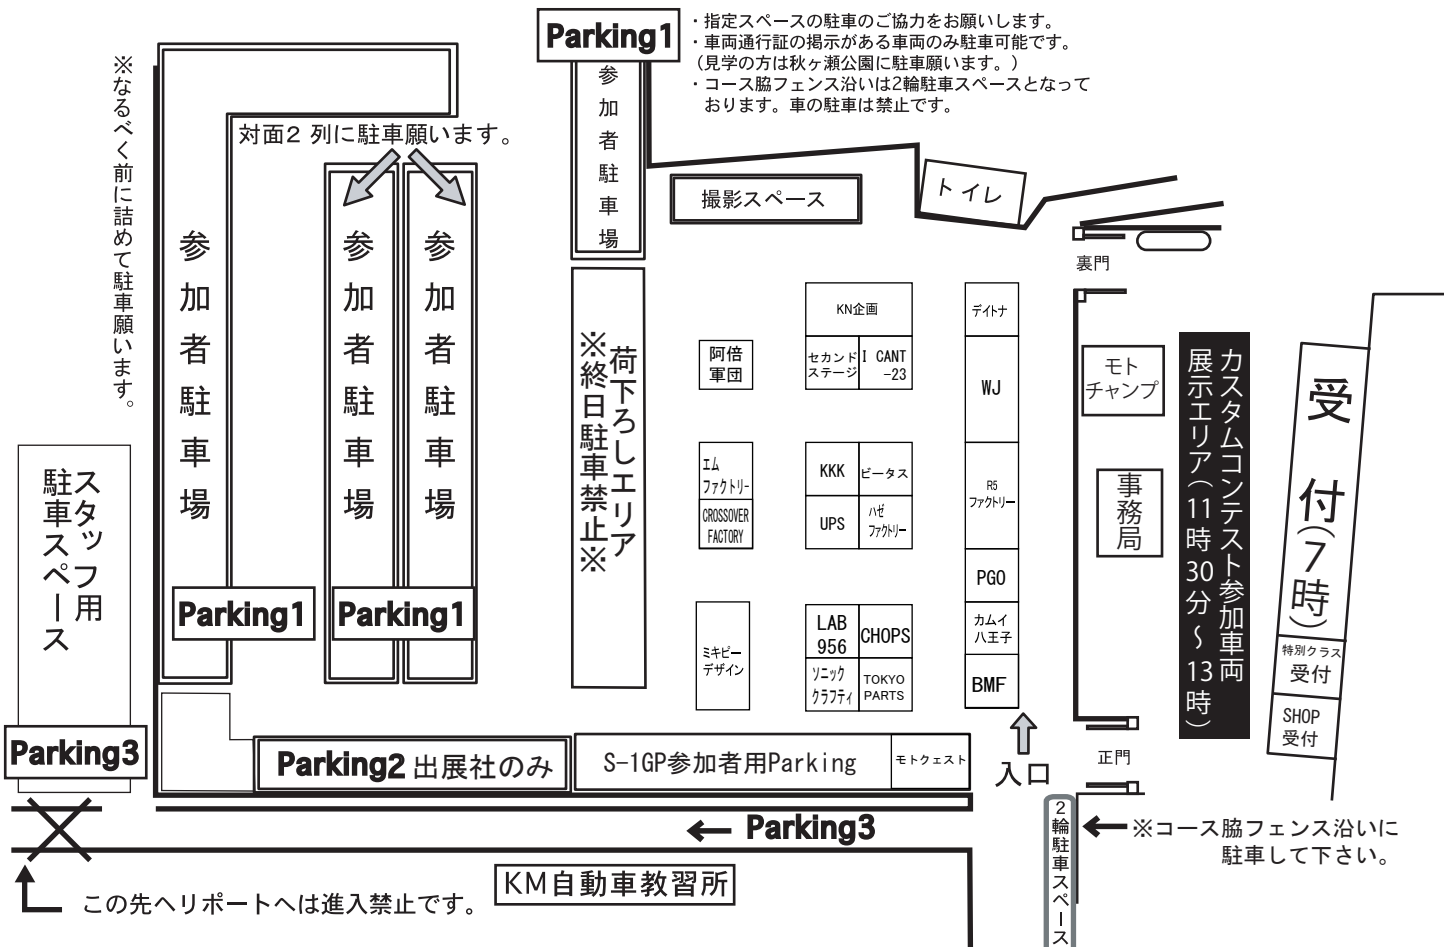 Parking1
・指定スペースの駐車のご協力をお願いします。
・車両通行証の掲示がある車両のみ駐車可能です。
（見学の方は秋ヶ瀬公園に駐車願います。）
・コース脇フェンス沿いは2輪駐車スペースとなって
おります。車の駐車は禁止です。
※なるべく前に詰めて駐車願います。
対面2 列に駐車願います。
参加者駐車場
撮影スペース
トイレ
裏門
参加者駐車場
参加者駐車場
参加者駐車場
荷下ろしエリア
※終日駐車禁止※
KN企画
デイトナ
阿倍
軍団
セカンド
ステージ
I CANT
-23
WJ
モト
チャンプ
カスタムコンテスト参加車両
展示エリア（11時30分～13時）
受付（7時）
スタッフ用
駐車スペース
エム
ファクトリー
KKK
ビータス
R5
ファクトリー
事務局
CROSSOVER
FACTORY
UPS
ハゼ
ファクトリー
PGO
Parking1
Parking1
ミキピー
デザイン
LAB
956
CHOPS
カムイ
八王子
特別クラス
受付
ソニック
クラフティ
TOKYO
PARTS
BMF
SHOP
受付
Parking3
Parking2 出展社のみ
S-1GP参加者用Parking
モトクェスト
入口
正門
← Parking3
2輪駐車スペース
※コース脇フェンス沿いに
駐車して下さい。
KM自動車教習所
この先ヘリポートへは進入禁止です。